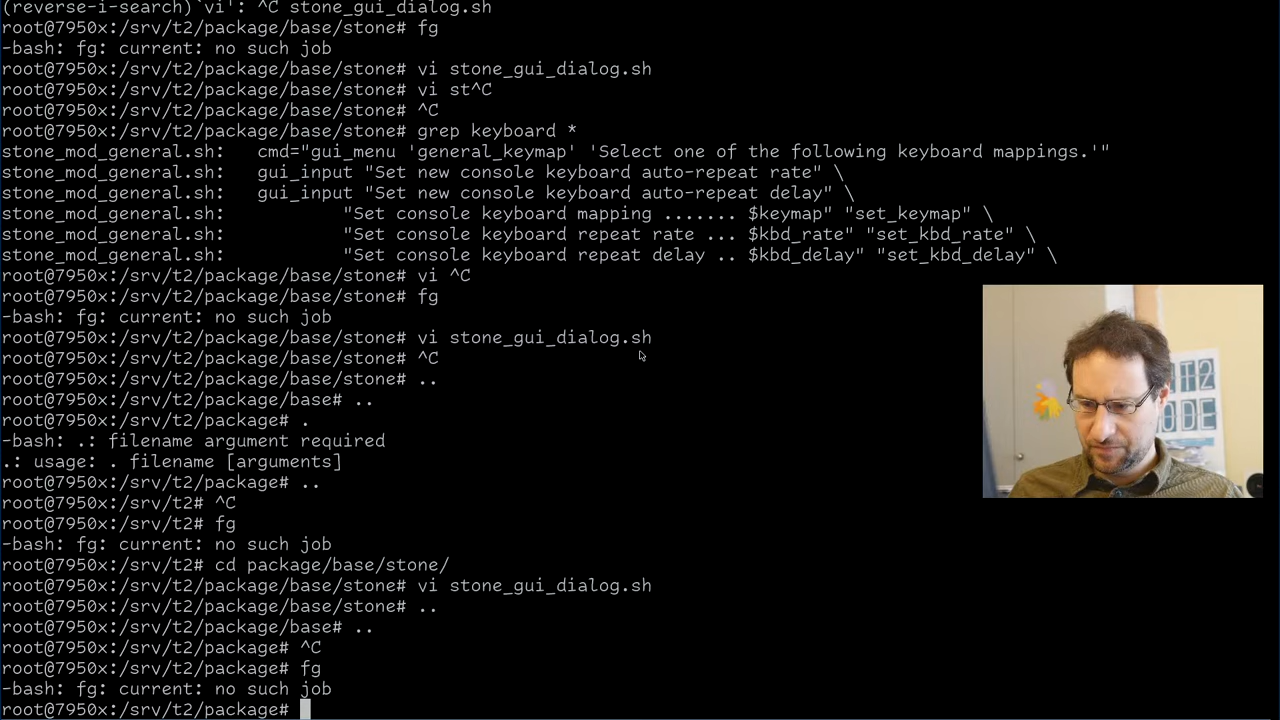 (reverse-i-search)`vi': ^C stone_gui_dialog.sh
root@7950x:/srv/t2/package/base/stone# fg
-bash: fg: current: no such job
root@7950x:/srv/t2/package/base/stone# vi stone_gui_dialog.sh
root@7950x:/srv/t2/package/base/stone# vi st^C
root@7950x:/srv/t2/package/base/stone# ^C
root@7950x:/srv/t2/package/base/stone# grep keyboard *
stone_mod_general.sh:   cmd="gui_menu 'general_keymap' 'Select one of the following keyboard mappings.'"
stone_mod_general.sh:   gui_input "Set new console keyboard auto-repeat rate" \
stone_mod_general.sh:   gui_input "Set new console keyboard auto-repeat delay" \
stone_mod_general.sh:           "Set console keyboard mapping ....... $keymap" "set_keymap" \
stone_mod_general.sh:           "Set console keyboard repeat rate ... $kbd_rate" "set_kbd_rate" \
stone_mod_general.sh:           "Set console keyboard repeat delay .. $kbd_delay" "set_kbd_delay" \
root@7950x:/srv/t2/package/base/stone# vi ^C
root@7950x:/srv/t2/package/base/stone# fg
-bash: fg: current: no such job
root@7950x:/srv/t2/package/base/stone# vi stone_gui_dialog.sh
root@7950x:/srv/t2/package/base/stone# ^C
root@7950x:/srv/t2/package/base/stone# ..
root@7950x:/srv/t2/package/base# ..
root@7950x:/srv/t2/package# .
-bash: .: filename argument required
.: usage: . filename [arguments]
root@7950x:/srv/t2/package# ..
root@7950x:/srv/t2# ^C
root@7950x:/srv/t2# fg
-bash: fg: current: no such job
root@7950x:/srv/t2# cd package/base/stone/
root@7950x:/srv/t2/package/base/stone# vi stone_gui_dialog.sh
root@7950x:/srv/t2/package/base/stone# ..
root@7950x:/srv/t2/package/base# ..
root@7950x:/srv/t2/package# ^C
root@7950x:/srv/t2/package# fg
-bash: fg: current: no such job
root@7950x:/srv/t2/package#